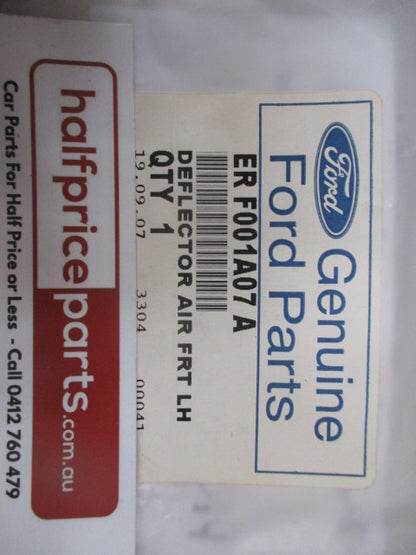 Ford
Genuine
Ford Parts
ER F001A07 A
DEFLECTOR AIR FRT LH
QTY 1
19.09.07 3304 00041
halfpriceparts.com.au
Car Parts For Half Price or Less - Call 0412 760 479